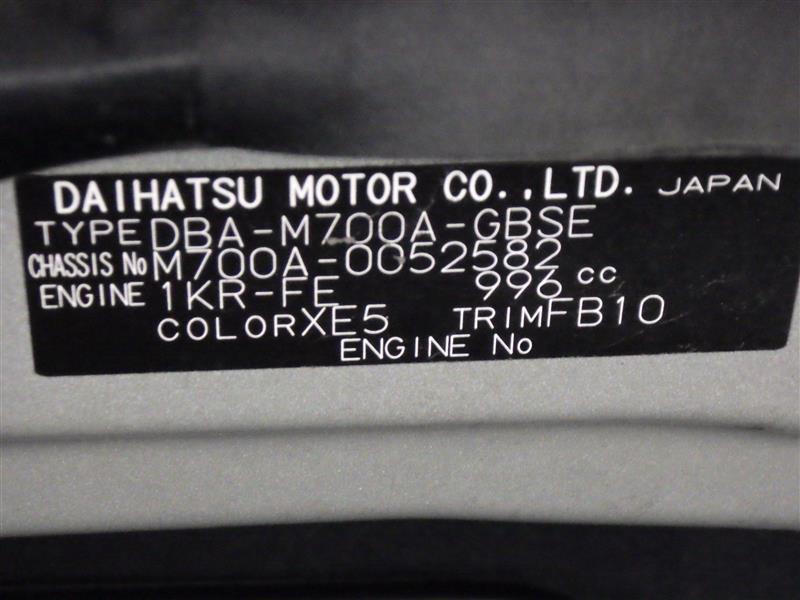 DAIHATSU MOTOR CO.,LTD. JAPAN
TYPE DBA-M700A-GBSE
CHASSIS No M700A-0052582
ENGINE 1KR-FE 996 cc
COLOR XE5 TRIM FB10
ENGINE No